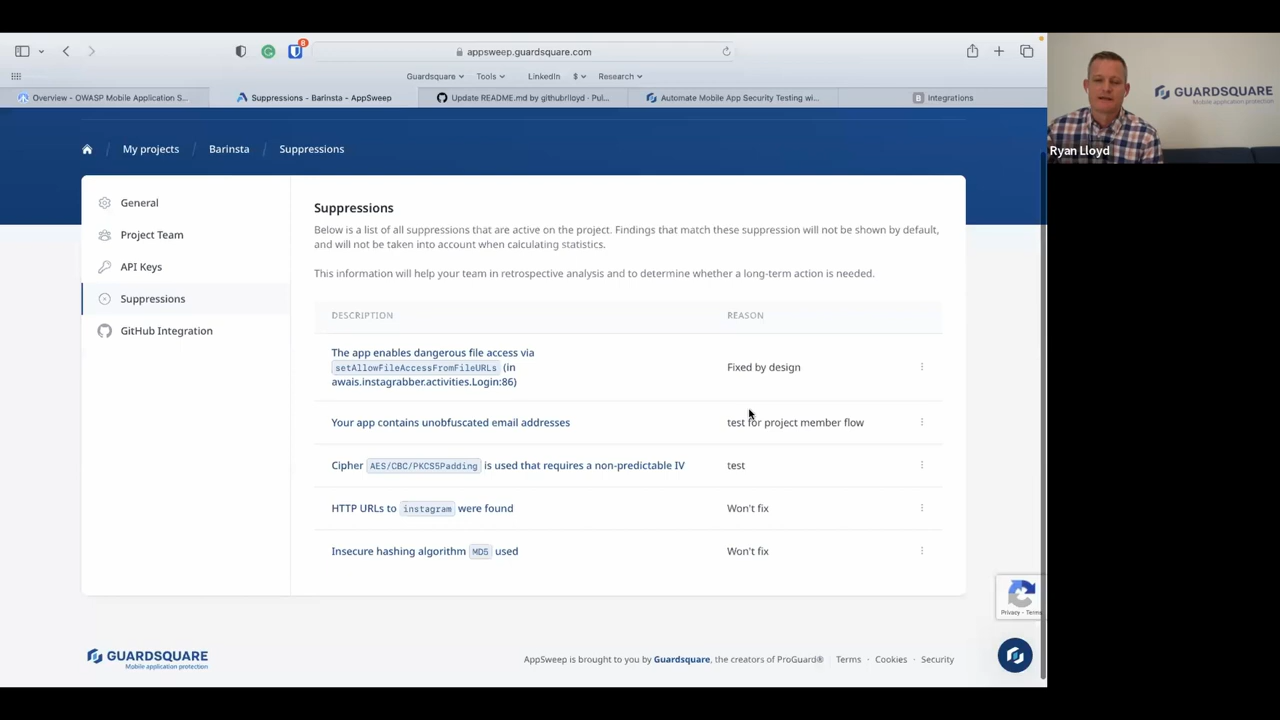 8
appsweep.guardsquare.com
Guardsquare
Tools
LinkedIn
$
Research
Overview - OWASP Mobile Application S...
Suppressions - Barinsta - AppSweep
Update README.md by githubrlloyd · Pul...
Automate Mobile App Security Testing wi...
B Integrations
GUARDSQUARE
Mobile application protection
Ryan Lloyd
/ My projects / Barinsta / Suppressions
General
Project Team
API Keys
Suppressions
GitHub Integration
Suppressions
Below is a list of all suppressions that are active on the project. Findings that match these suppression will not be shown by default,
and will not be taken into account when calculating statistics.
This information will help your team in retrospective analysis and to determine whether a long-term action is needed.
DESCRIPTION
REASON
The app enables dangerous file access via
setAllowFileAccessFromFileURLs (in
awais.instagrabber.activities.Login:86)
Fixed by design
Your app contains unobfuscated email addresses
test for project member flow
Cipher AES/CBC/PKCS5Padding is used that requires a non-predictable IV
test
HTTP URLs to instagram were found
Won't fix
Insecure hashing algorithm MD5 used
Won't fix
Privacy - Terms
GUARDSQUARE
Mobile application protection
AppSweep is brought to you by Guardsquare, the creators of ProGuard®
Terms · Cookies · Security